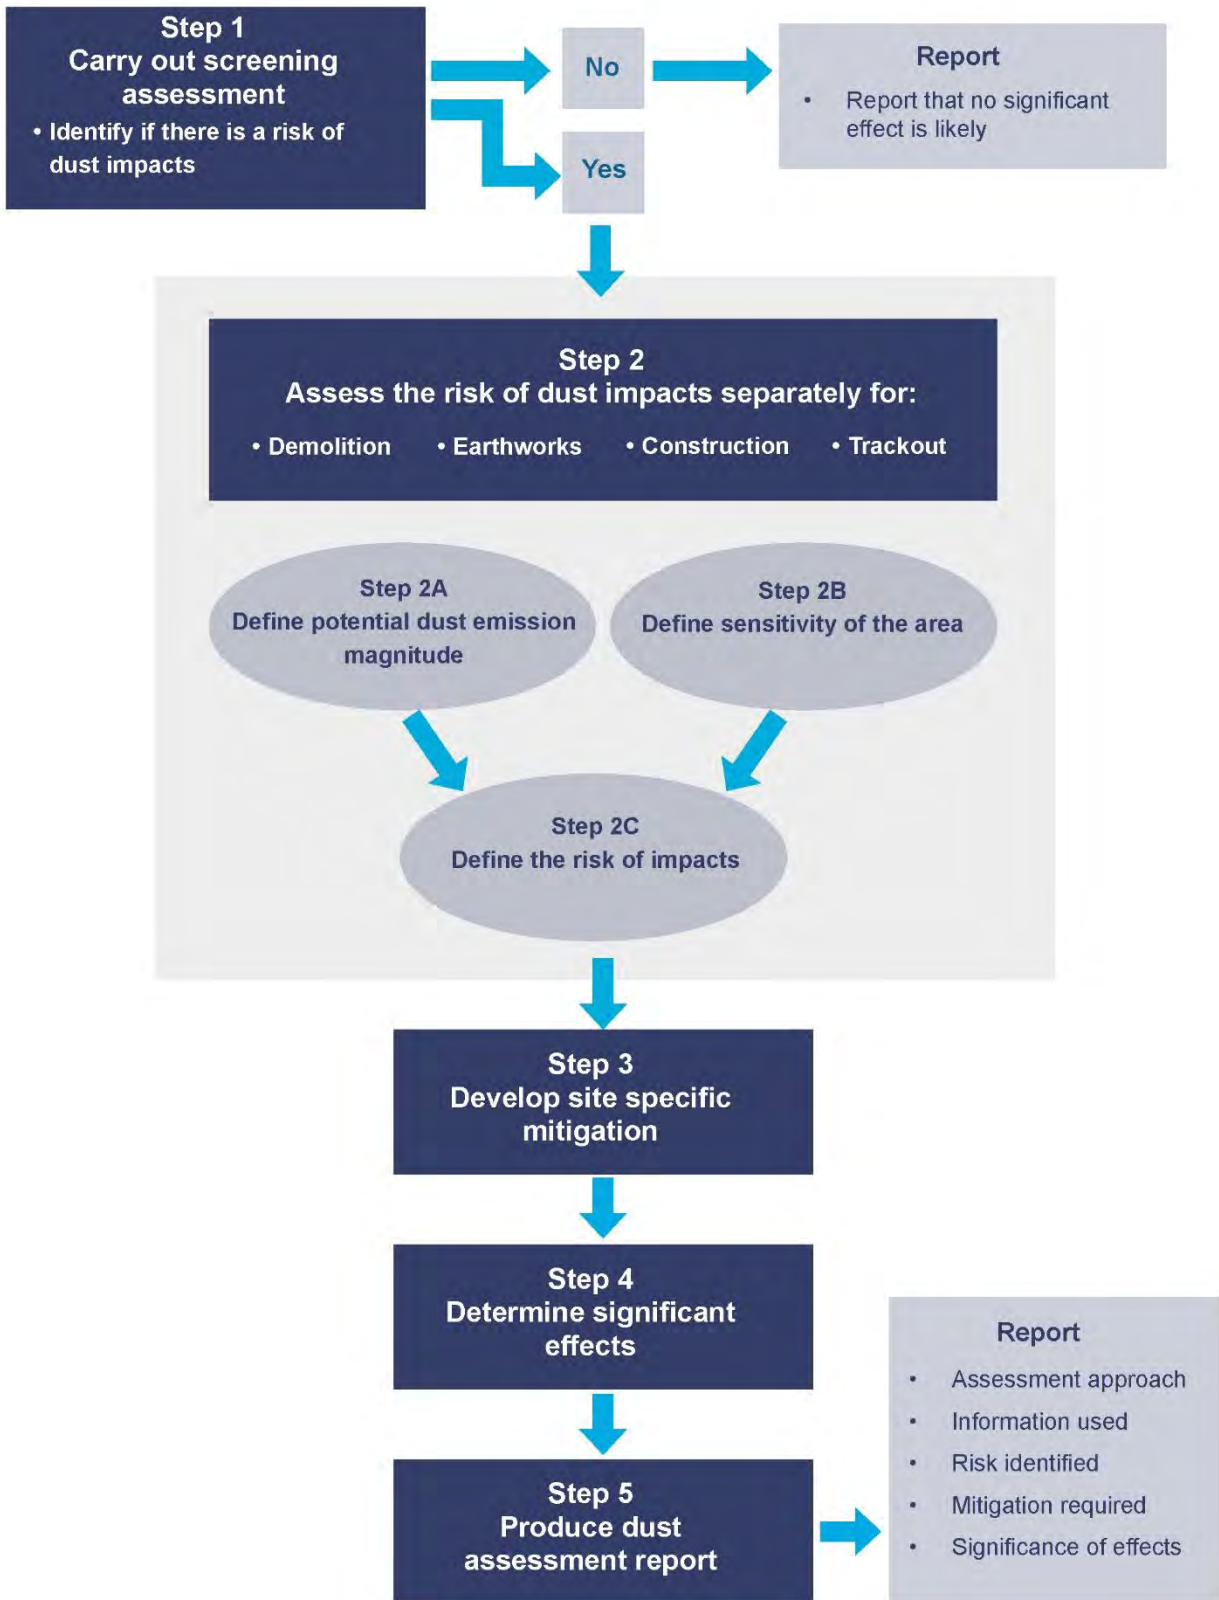 Step 1
Carry out screening
assessment
• Identify if there is a risk of
dust impacts
No
Yes
Report
• Report that no significant
effect is likely
Step 2
Assess the risk of dust impacts separately for:
• Demolition • Earthworks • Construction • Trackout
Step 2A
Define potential dust emission
magnitude
Step 2B
Define sensitivity of the area
Step 2C
Define the risk of impacts
Step 3
Develop site specific
mitigation
Step 4
Determine significant
effects
Step 5
Produce dust
assessment report
Report
• Assessment approach
• Information used
• Risk identified
• Mitigation required
• Significance of effects